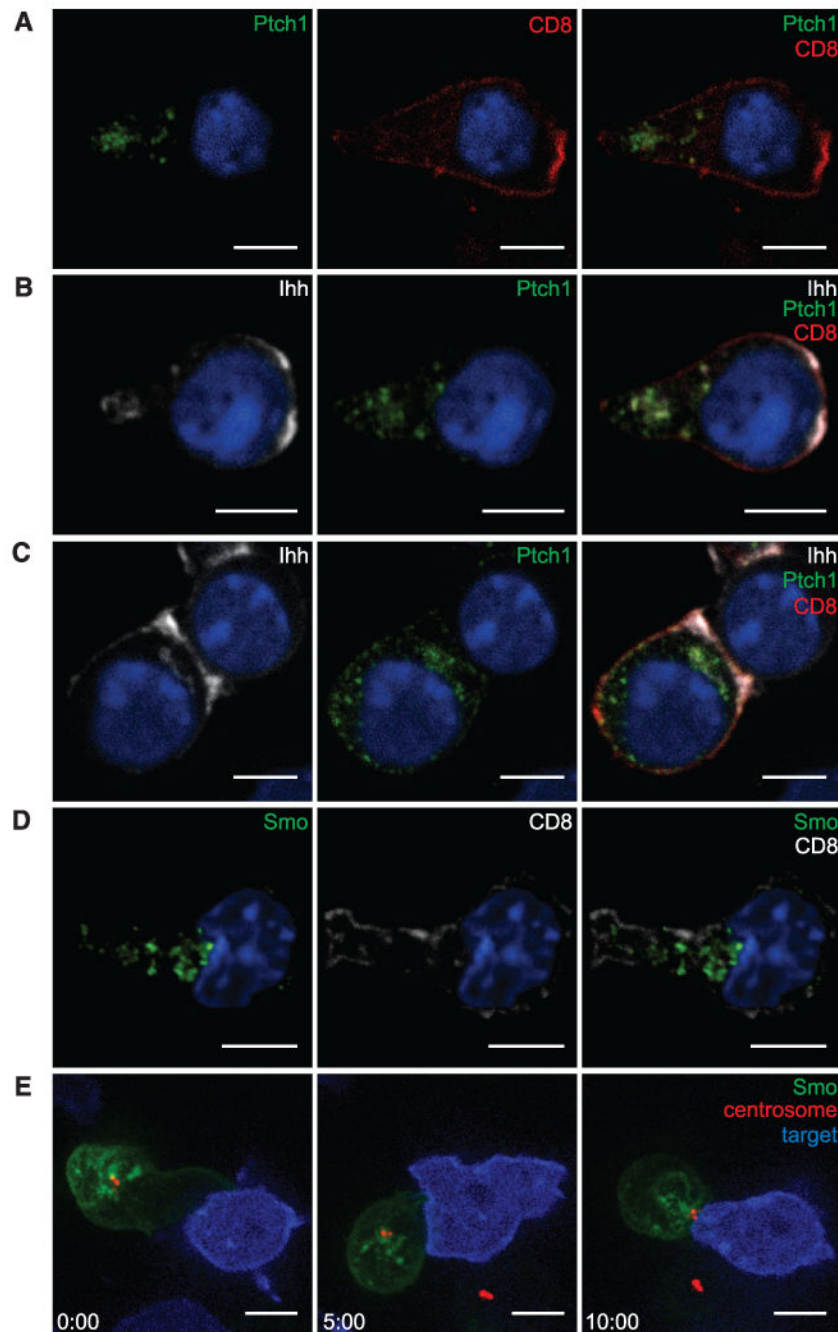 A
Ptch1
CD8
Ptch1
CD8
B
Ihh
Ptch1
Ihh
Ptch1
CD8
C
Ihh
Ptch1
Ihh
Ptch1
CD8
D
Smo
CD8
Smo
CD8
E
Smo
centrosome
target
0:00
5:00
10:00